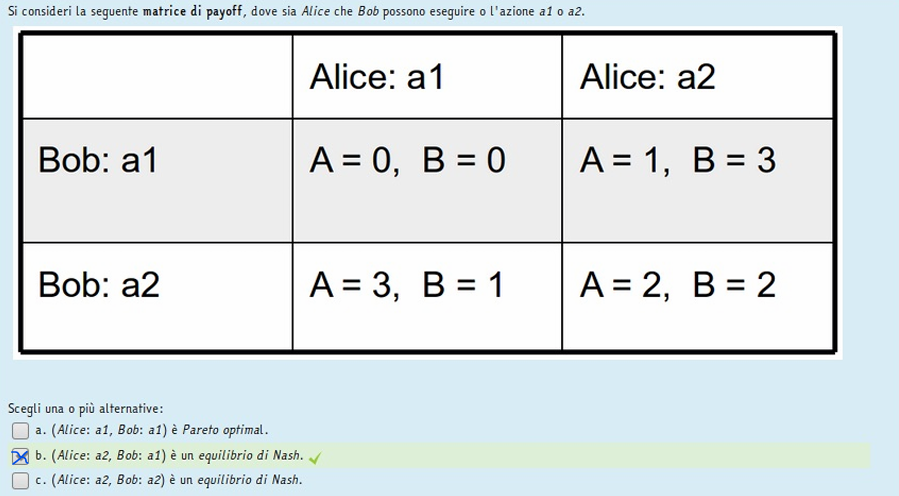 Si consideri la seguente matrice di payoff, dove sia Alice che Bob possono eseguire o l'azione a1 o a2.
Alice: a1 Alice: a2
Bob: a1 A = 0, B = 0 A = 1, B = 3
Bob: a2 A = 3, B = 1 A = 2, B = 2
Scegli una o più alternative:
a. (Alice: a1, Bob: a1) è Pareto optimal.
b. (Alice: a2, Bob: a1) è un equilibrio di Nash.
c. (Alice: a2, Bob: a2) è un equilibrio di Nash.